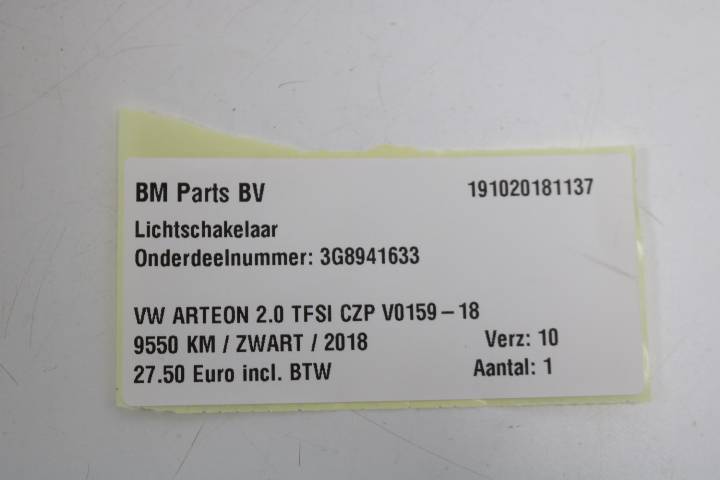 BM Parts BV 191020181137
Lichtschakelaar
Onderdeelnummer: 3G8941633
VW ARTEON 2.0 TFSI CZP V0159-18
9550 KM / ZWART / 2018 Verz: 10
27.50 Euro incl. BTW Aantal: 1